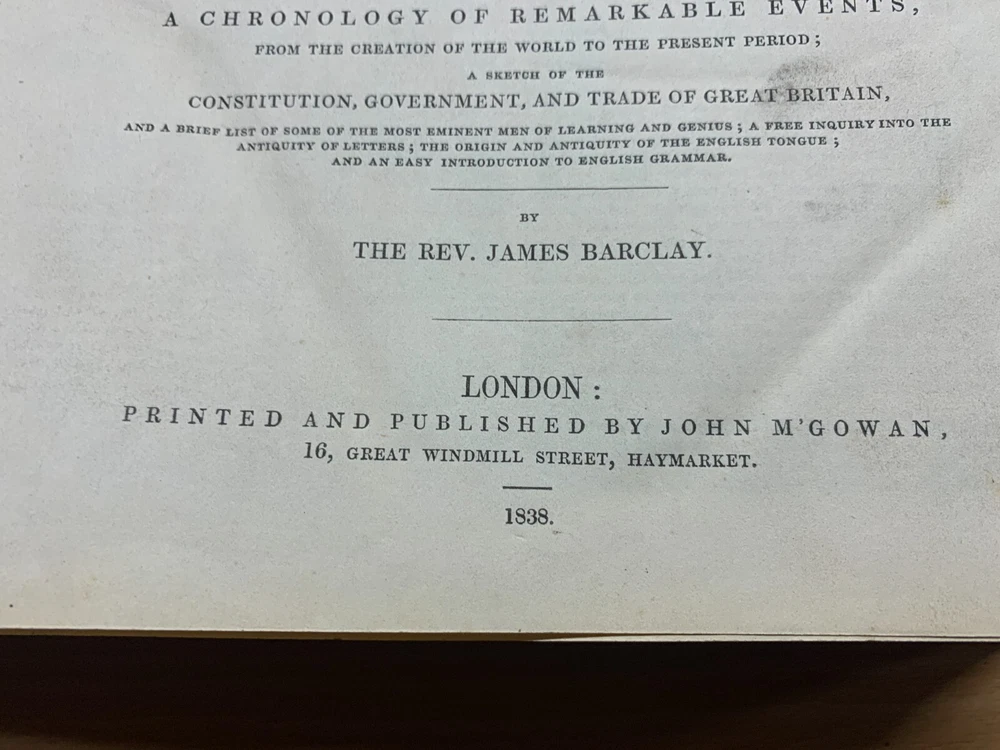 A CHRONOLOGY OF REMARKABLE EVENTS,
FROM THE CREATION OF THE WORLD TO THE PRESENT PERIOD ;
A SKETCH OF THE
CONSTITUTION, GOVERNMENT, AND TRADE OF GREAT BRITAIN,
AND A BRIEF LIST OF SOME OF THE MOST EMINENT MEN OF LEARNING AND GENIUS ; A FREE INQUIRY INTO THE
ANTIQUITY OF LETTERS ; THE ORIGIN AND ANTIQUITY OF THE ENGLISH TONGUE ;
AND AN EASY INTRODUCTION TO ENGLISH GRAMMAR.
BY
THE REV. JAMES BARCLAY.
LONDON :
PRINTED AND PUBLISHED BY JOHN M'GOWAN,
16, GREAT WINDMILL STREET, HAYMARKET.
1838.